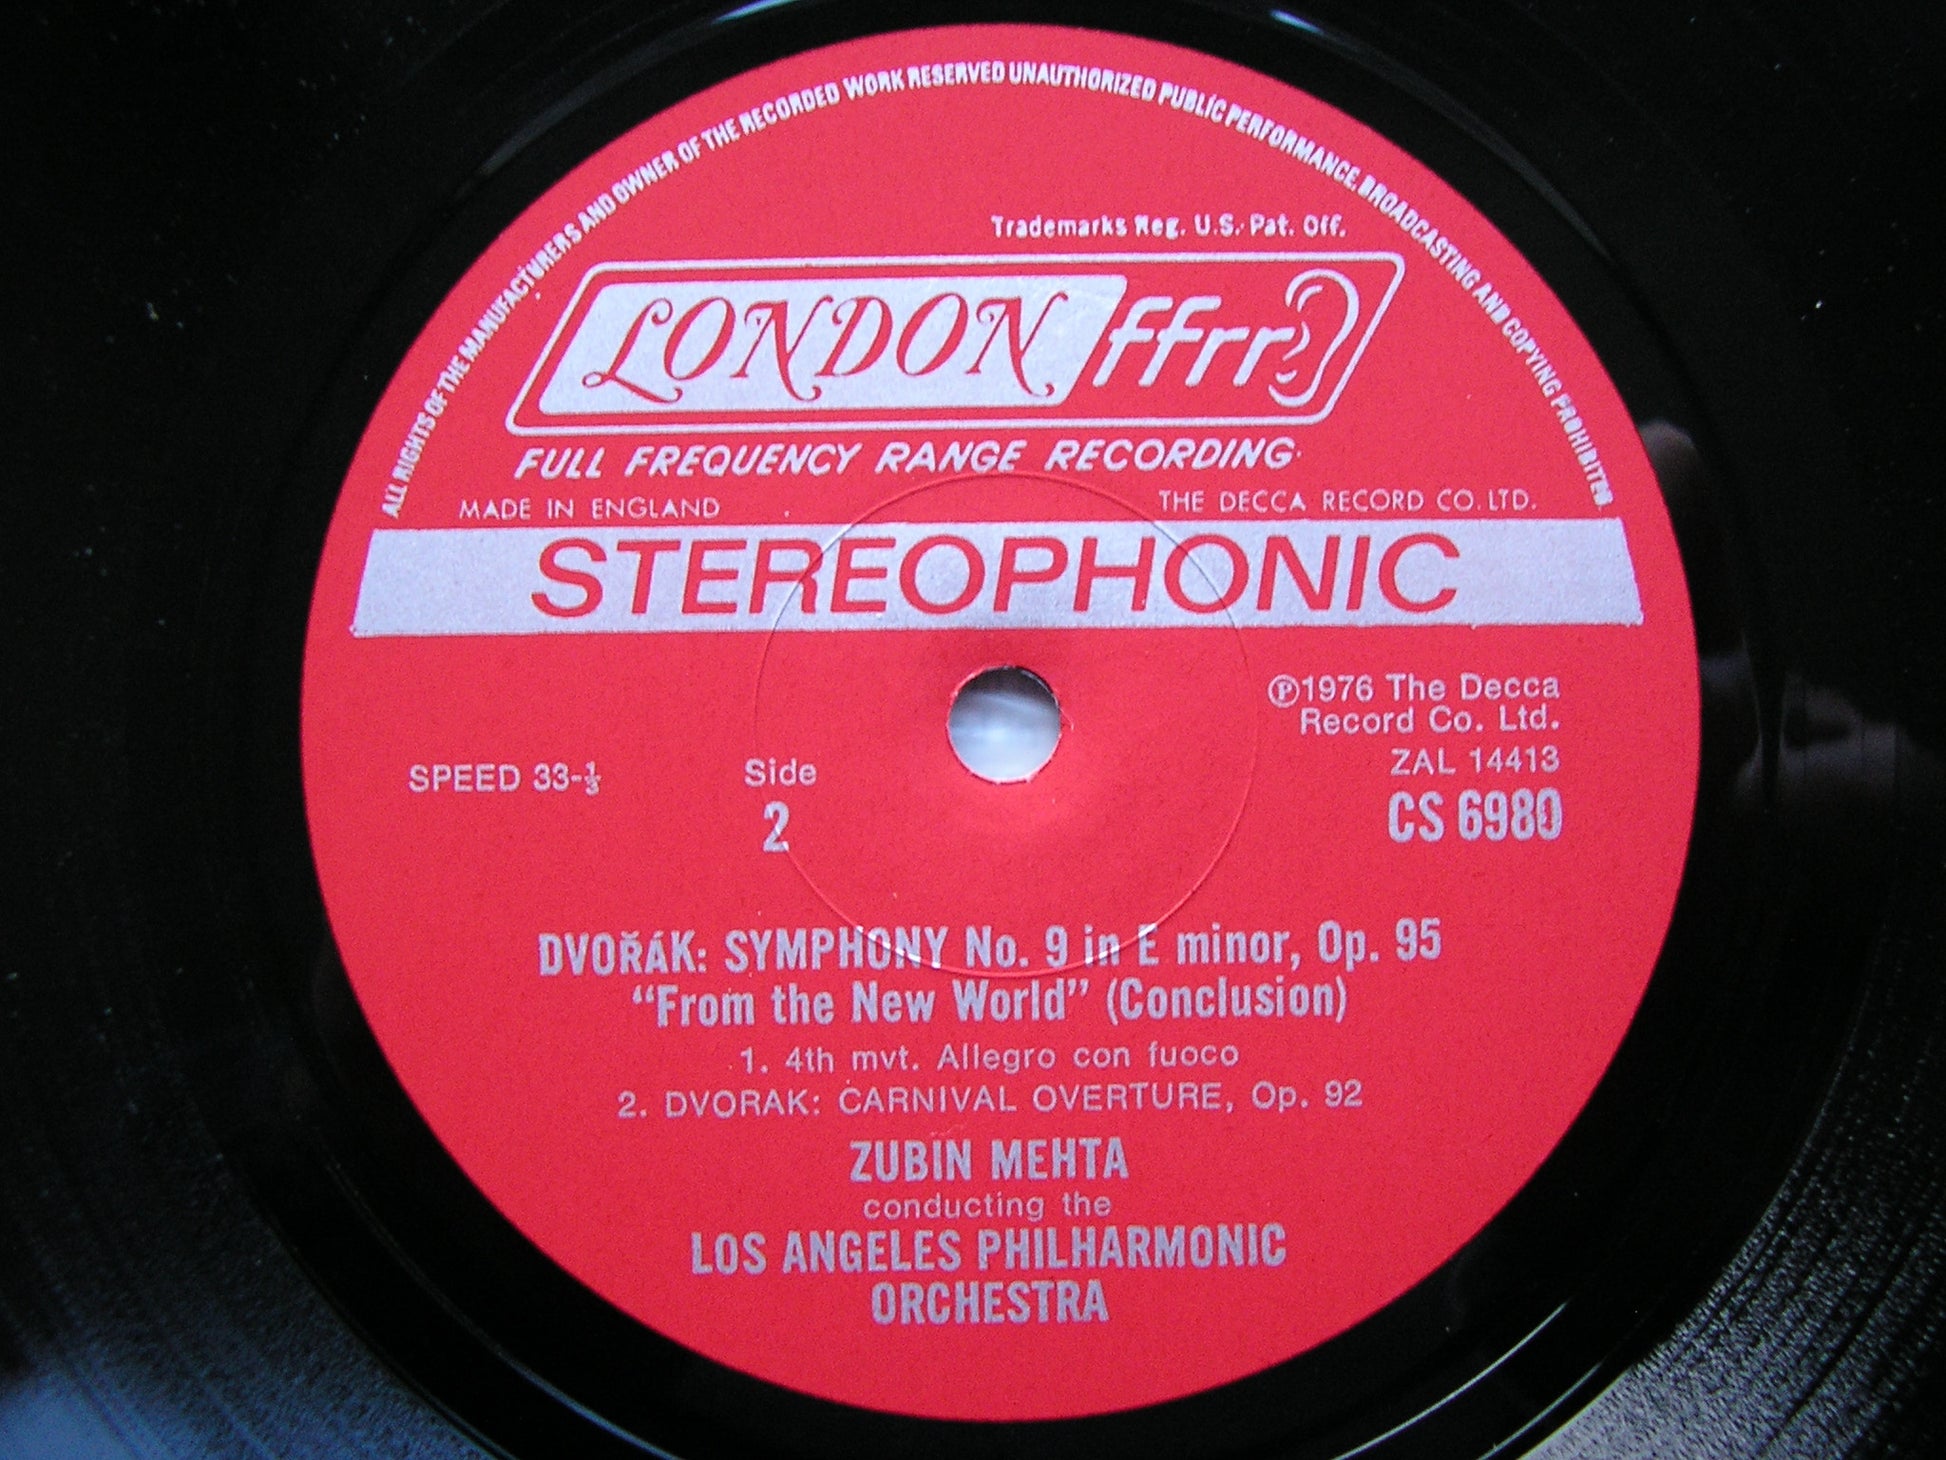 ALL RIGHTS OF THE MANUFACTURERS AND OWNER OF THE RECORDED WORK RESERVED UNAUTHORIZED PUBLIC PERFORMANCE, BROADCASTING AND COPYING PROHIBITED
Trademarks Reg. U.S. Pat. Off.
LONDON ffrr
FULL FREQUENCY RANGE RECORDING
MADE IN ENGLAND
THE DECCA RECORD CO. LTD.
STEREOPHONIC
Ⓟ1976 The Decca
Record Co. Ltd.
ZAL 14413
CS 6980
SPEED 33-⅓
Side
2
DVOŘÁK: SYMPHONY No. 9 in E minor, Op. 95
“From the New World” (Conclusion)
1. 4th mvt. Allegro con fuoco
2. DVORAK: CARNIVAL OVERTURE, Op. 92
ZUBIN MEHTA
conducting the
LOS ANGELES PHILHARMONIC
ORCHESTRA